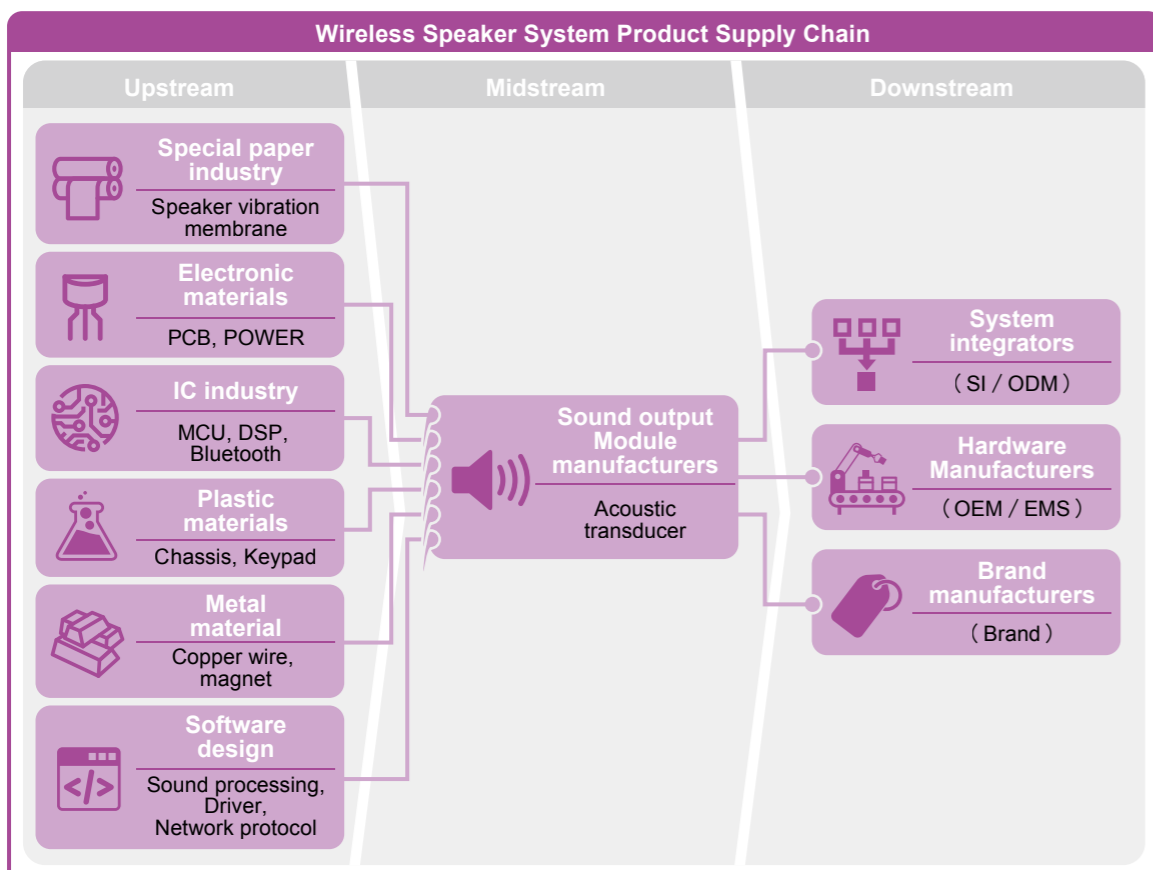 Wireless Speaker System Product Supply Chain
Upstream
Midstream
Downstream
Special paper
industry
Speaker vibration
membrane
Electronic
materials
PCB, POWER
IC industry
MCU, DSP,
Bluetooth
Plastic
materials
Chassis, Keypad
Metal
material
Copper wire,
magnet
Software
design
</>
Sound processing,
Driver,
Network protocol
Sound output
Module
manufacturers
Acoustic
transducer
System
integrators
（SI / ODM）
Hardware
Manufacturers
（OEM / EMS）
Brand
manufacturers
（Brand）